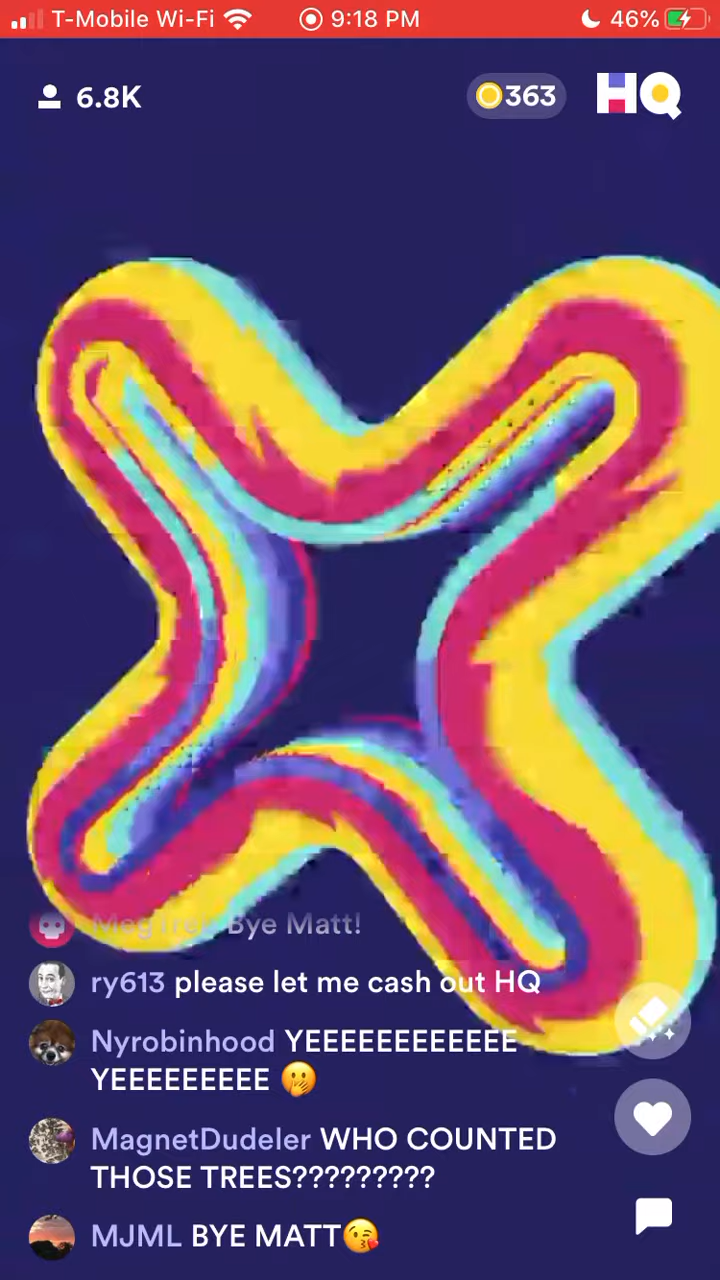 T-Mobile Wi-Fi 9:18 PM 46%
6.8K 363 HQ
MagTree Bye Matt!
ry613 please let me cash out HQ
Nyrobinhood YEEEEEEEEEEEE
YEEEEEEEEE 🤭
MagnetDudeler WHO COUNTED
THOSE TREES?????????
MJML BYE MATT😘